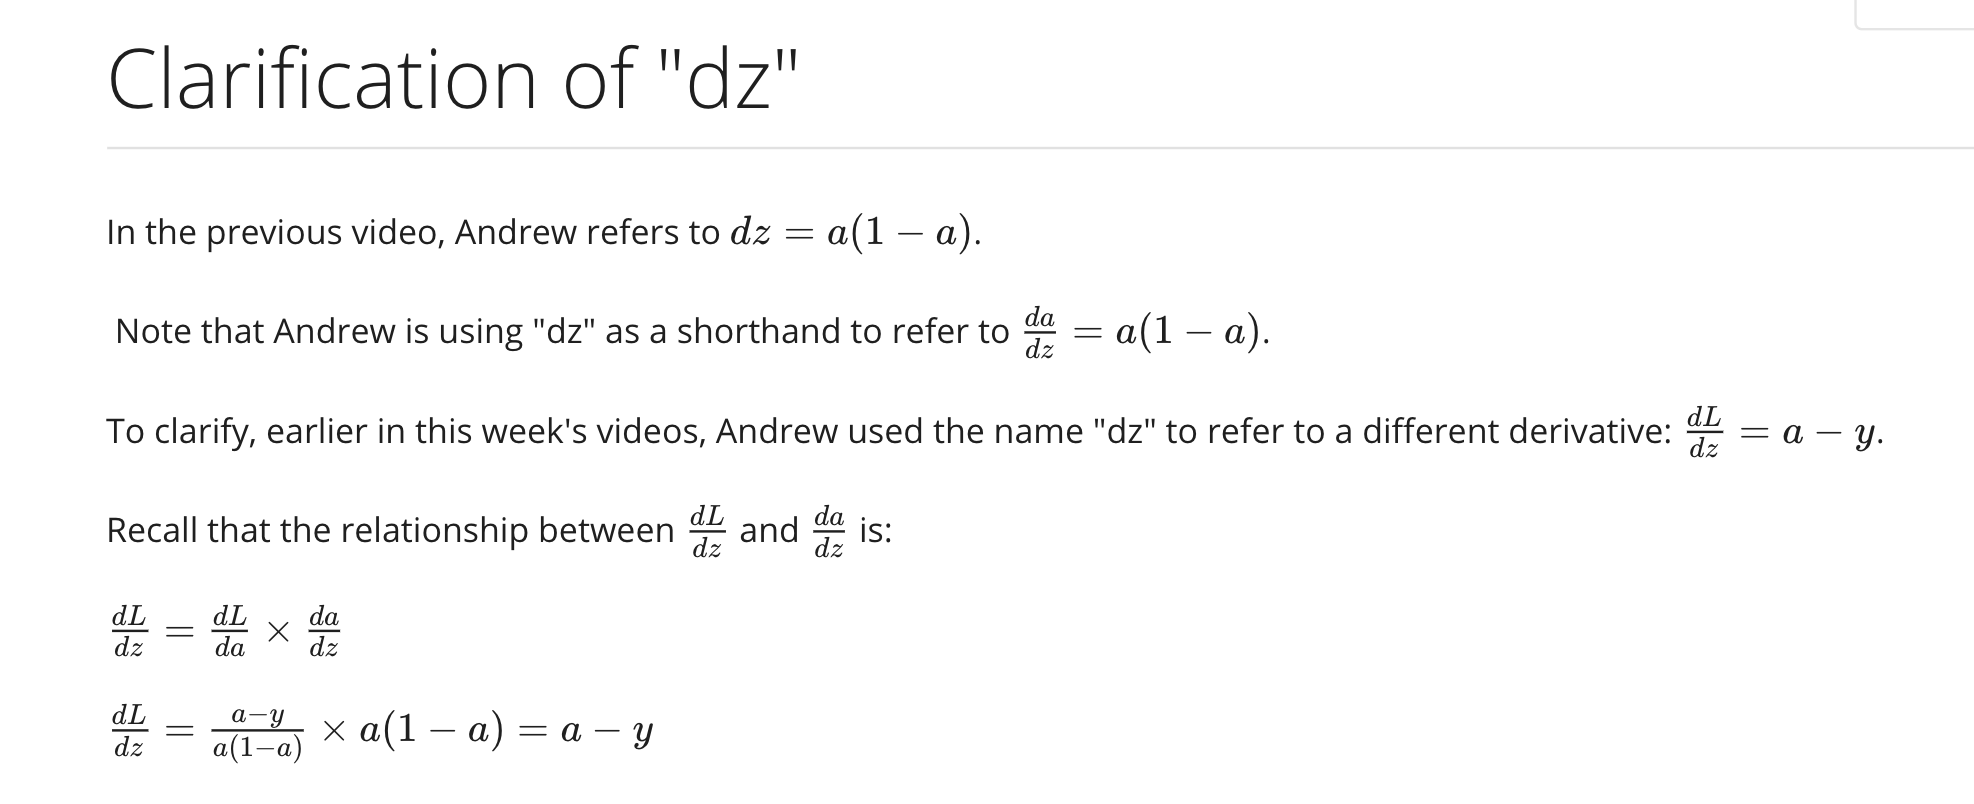 Clarification of "dz"
In the previous video, Andrew refers to $dz = a(1 - a)$.
Note that Andrew is using "dz" as a shorthand to refer to $\frac{da}{dz} = a(1 - a)$.
To clarify, earlier in this week's videos, Andrew used the name "dz" to refer to a different derivative: $\frac{dL}{dz} = a - y$.
Recall that the relationship between $\frac{dL}{dz}$ and $\frac{da}{dz}$ is:
$\frac{dL}{dz} = \frac{dL}{da} \times \frac{da}{dz}$
$\frac{dL}{dz} = \frac{a-y}{a(1-a)} \times a(1 - a) = a - y$